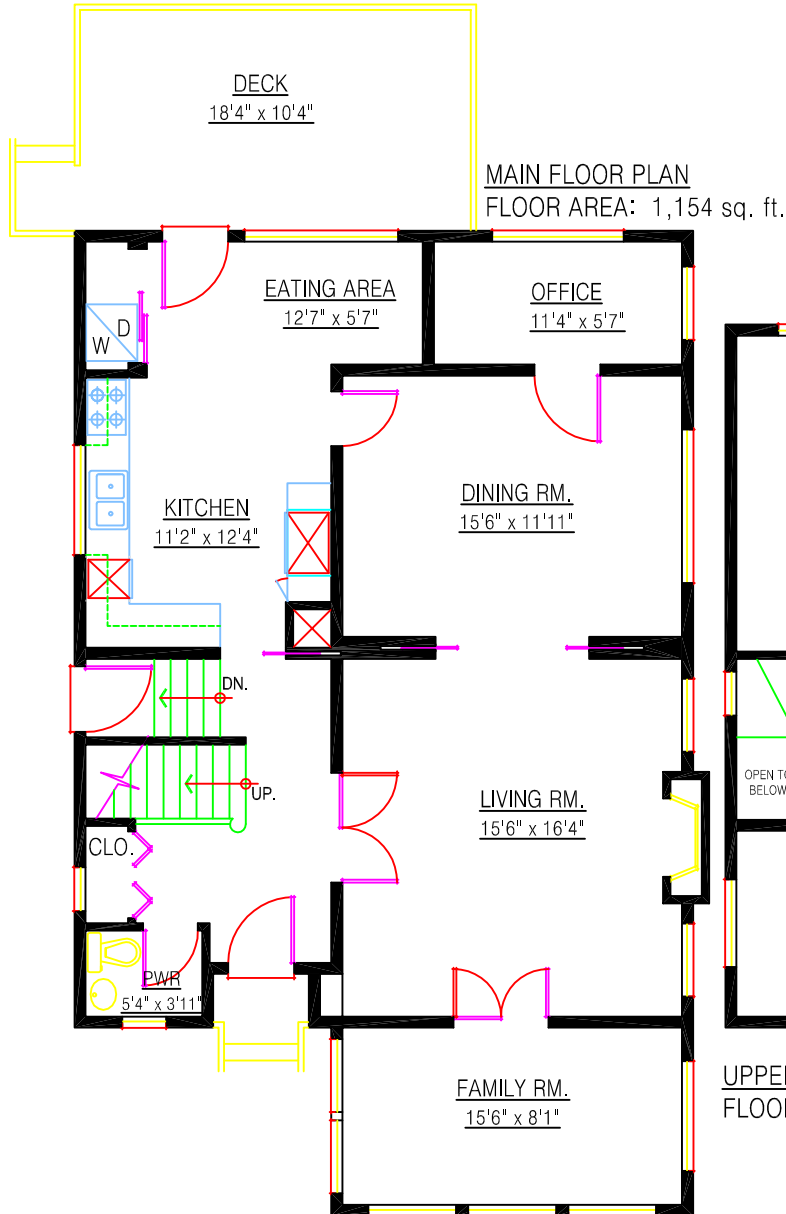 DECK
18'4" x 10'4"
MAIN FLOOR PLAN
FLOOR AREA: 1,154 sq. ft.
EATING AREA
12'7" x 5'7"
OFFICE
11'4" x 5'7"
D
W
KITCHEN
11'2" x 12'4"
DINING RM.
15'6" x 11'11"
DN.
UP.
OPEN TO
BELOW
LIVING RM.
15'6" x 16'4"
CLO.
PWR
5'4" x 3'11"
FAMILY RM.
15'6" x 8'1"
UPPE
FLOO